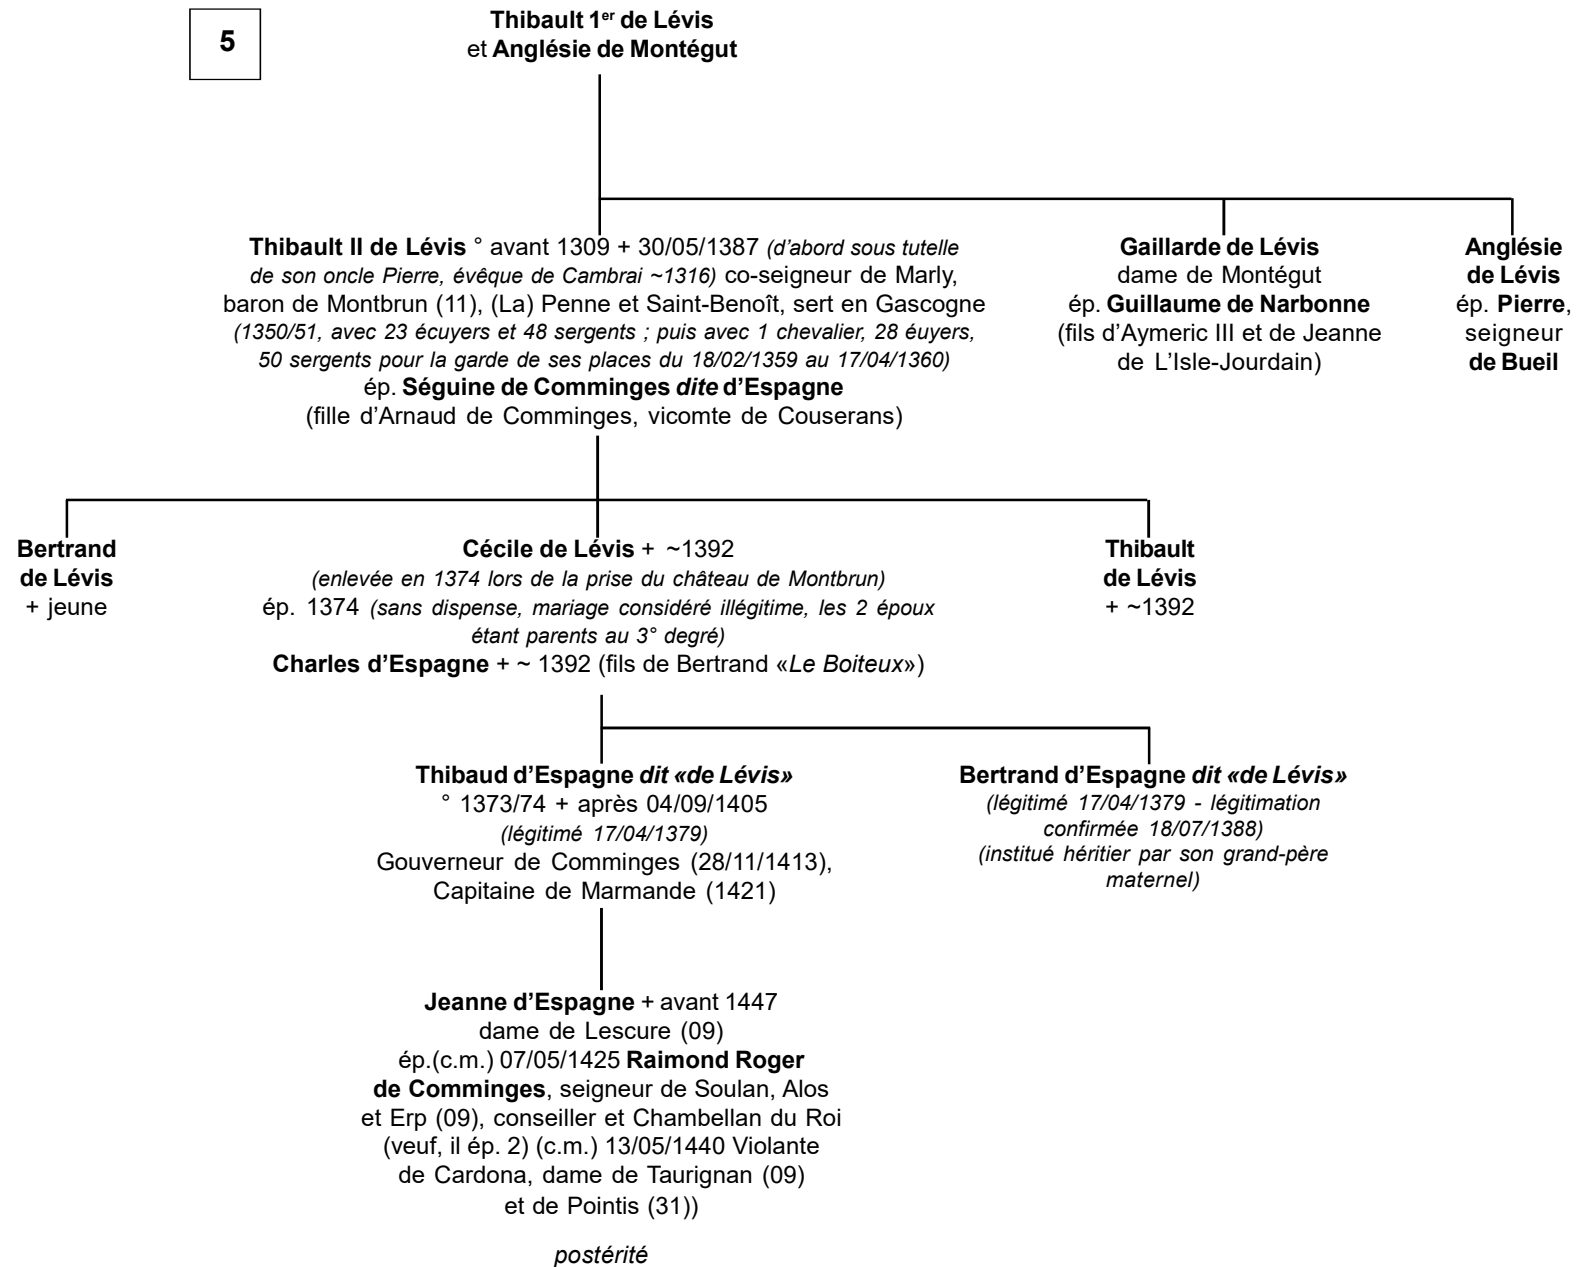 5
Thibault 1er de Lévis
et Anglésie de Montégut
Thibault II de Lévis ° avant 1309 + 30/05/1387 (d’abord sous tutelle
de son oncle Pierre, évêque de Cambrai ~1316) co-seigneur de Marly,
baron de Montbrun (11), (La) Penne et Saint-Benoît, sert en Gascogne
(1350/51, avec 23 écuyers et 48 sergents ; puis avec 1 chevalier, 28 éuyers,
50 sergents pour la garde de ses places du 18/02/1359 au 17/04/1360)
ép. Séguine de Comminges dite d’Espagne
(fille d’Arnaud de Comminges, vicomte de Couserans)
Gaillarde de Lévis
dame de Montégut
ép. Guillaume de Narbonne
(fils d’Aymeric III et de Jeanne
de L’Isle-Jourdain)
Anglésie
de Lévis
ép. Pierre,
seigneur
de Bueil
Bertrand
de Lévis
+ jeune
Cécile de Lévis + ~1392
(enlevée en 1374 lors de la prise du château de Montbrun)
ép. 1374 (sans dispense, mariage considéré illégitime, les 2 époux
étant parents au 3° degré)
Charles d’Espagne + ~ 1392 (fils de Bertrand «Le Boiteux»)
Thibault
de Lévis
+ ~1392
Thibaud d’Espagne dit «de Lévis»
° 1373/74 + après 04/09/1405
(légitimé 17/04/1379)
Gouverneur de Comminges (28/11/1413),
Capitaine de Marmande (1421)
Bertrand d’Espagne dit «de Lévis»
(légitimé 17/04/1379 - légitimation
confirmée 18/07/1388)
(institué héritier par son grand-père
maternel)
Jeanne d’Espagne + avant 1447
dame de Lescure (09)
ép.(c.m.) 07/05/1425 Raimond Roger
de Comminges, seigneur de Soulan, Alos
et Erp (09), conseiller et Chambellan du Roi
(veuf, il ép. 2) (c.m.) 13/05/1440 Violante
de Cardona, dame de Taurignan (09)
et de Pointis (31))
postérité